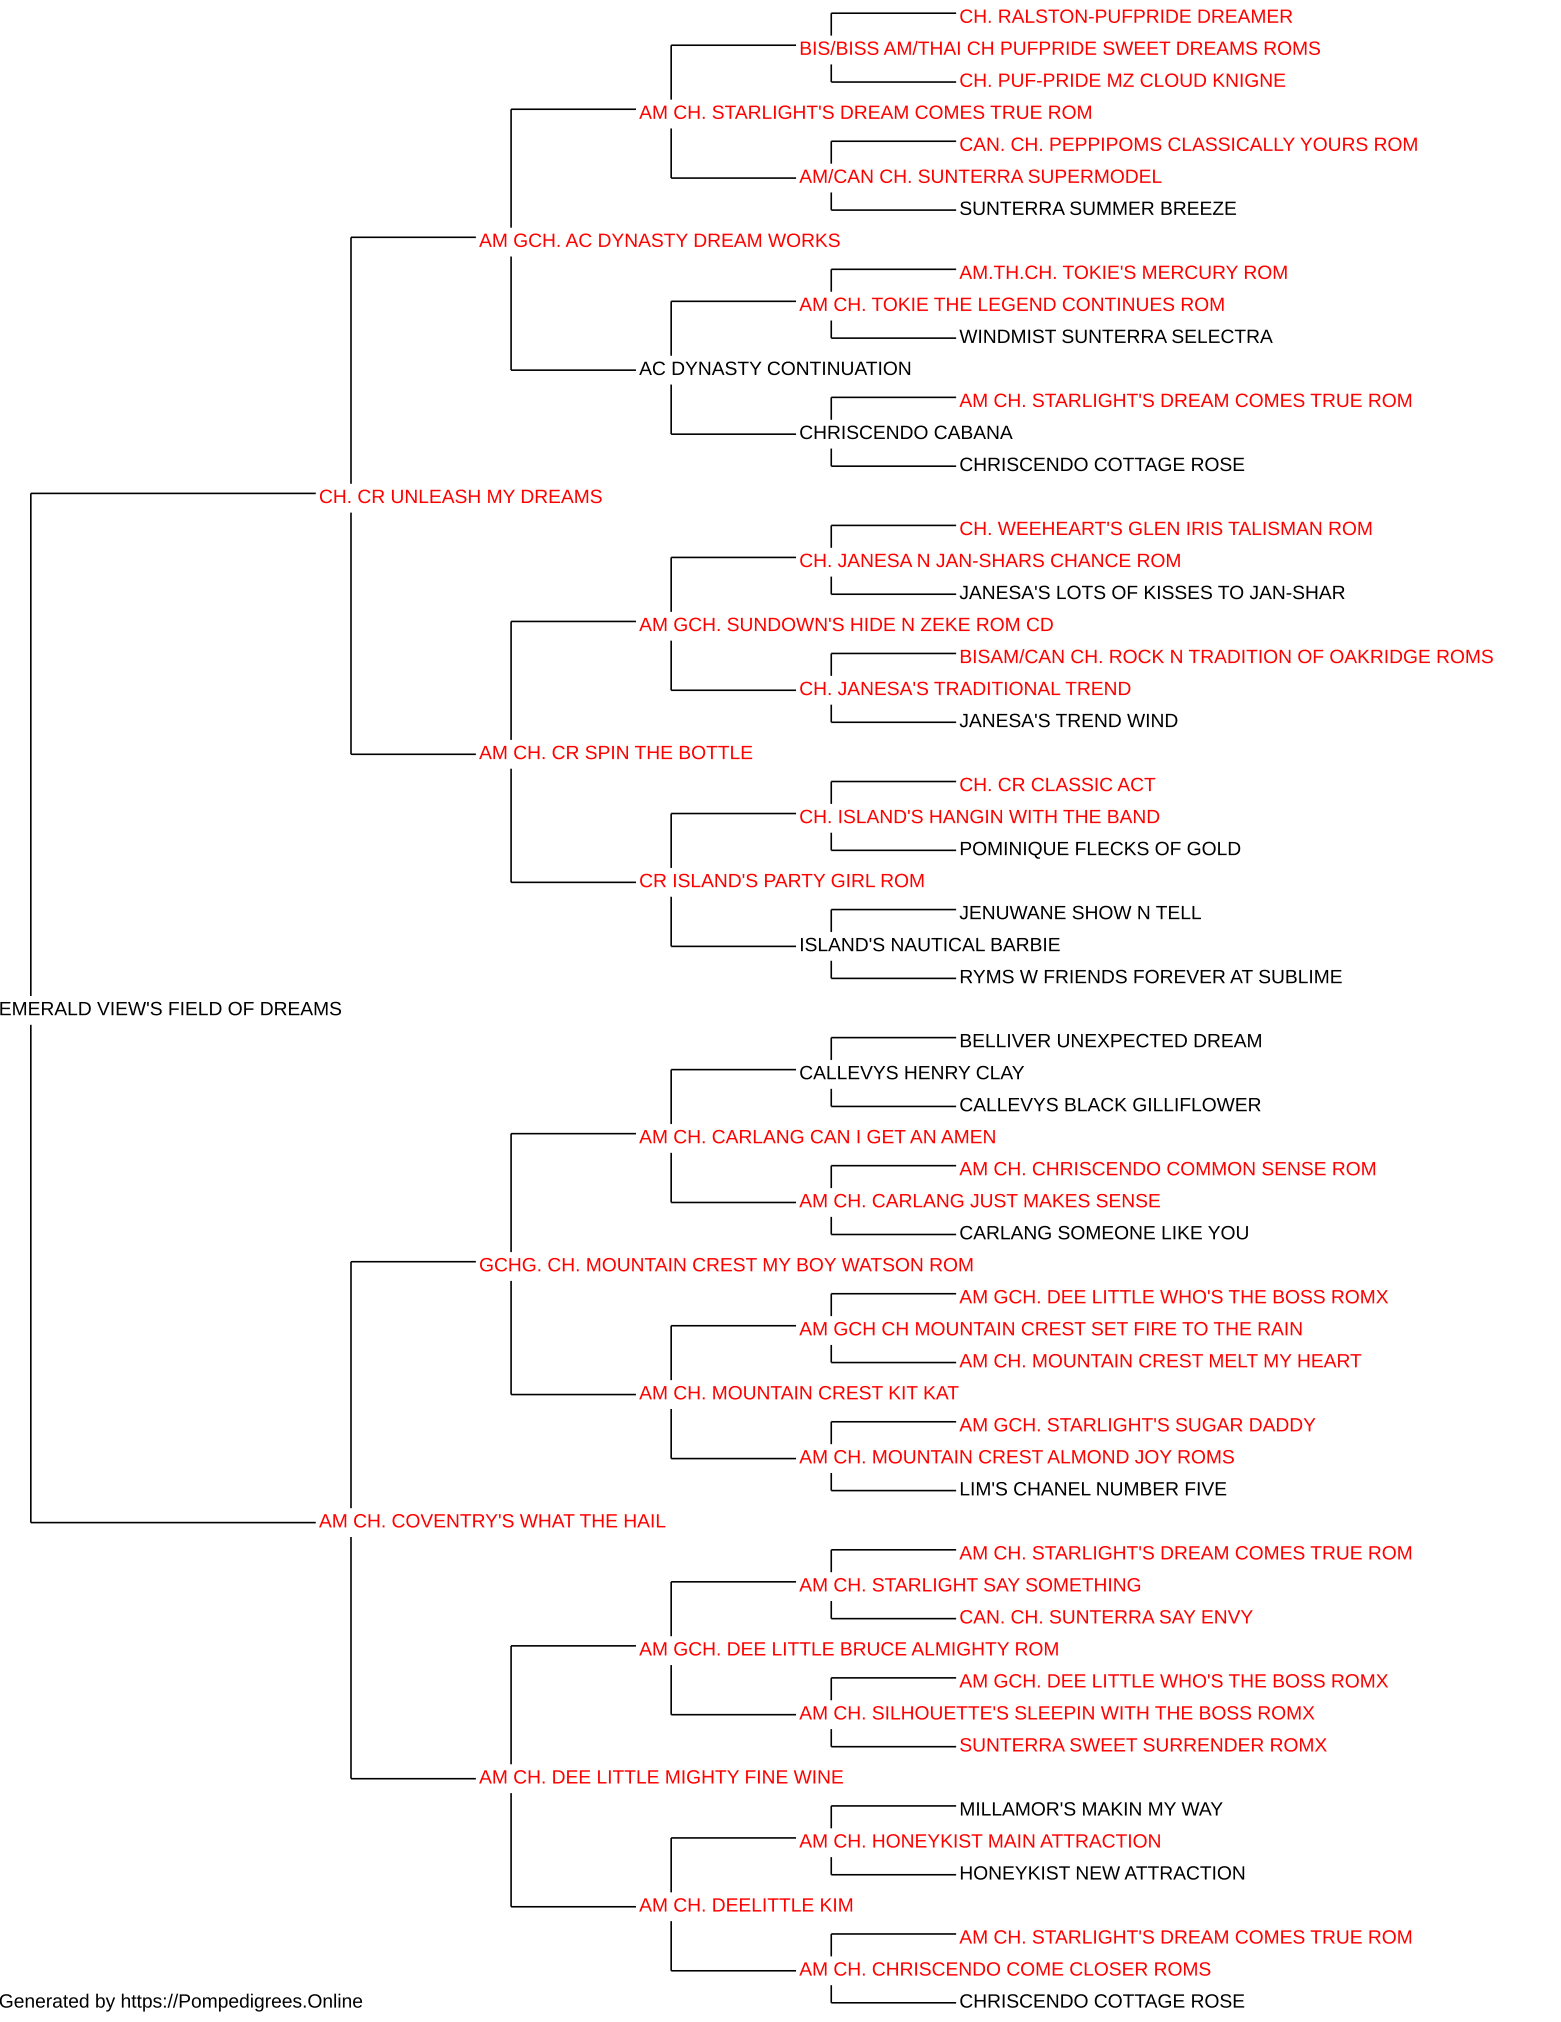 CH. RALSTON-PUFPRIDE DREAMER
BIS/BISS AM/THAI CH PUFPRIDE SWEET DREAMS ROMS
CH. PUF-PRIDE MZ CLOUD KNIGNE
AM CH. STARLIGHT'S DREAM COMES TRUE ROM
CAN. CH. PEPPIPOMS CLASSICALLY YOURS ROM
AM/CAN CH. SUNTERRA SUPERMODEL
SUNTERRA SUMMER BREEZE
AM GCH. AC DYNASTY DREAM WORKS
AM.TH.CH. TOKIE'S MERCURY ROM
AM CH. TOKIE THE LEGEND CONTINUES ROM
WINDMIST SUNTERRA SELECTRA
AC DYNASTY CONTINUATION
AM CH. STARLIGHT'S DREAM COMES TRUE ROM
CHRISCENDO CABANA
CHRISCENDO COTTAGE ROSE
CH. CR UNLEASH MY DREAMS
CH. WEEHEART'S GLEN IRIS TALISMAN ROM
CH. JANESA N JAN-SHARS CHANCE ROM
JANESA'S LOTS OF KISSES TO JAN-SHAR
AM GCH. SUNDOWN'S HIDE N ZEKE ROM CD
BISAM/CAN CH. ROCK N TRADITION OF OAKRIDGE ROMS
CH. JANESA'S TRADITIONAL TREND
JANESA'S TREND WIND
AM CH. CR SPIN THE BOTTLE
CH. CR CLASSIC ACT
CH. ISLAND'S HANGIN WITH THE BAND
POMINIQUE FLECKS OF GOLD
CR ISLAND'S PARTY GIRL ROM
JENUWANE SHOW N TELL
ISLAND'S NAUTICAL BARBIE
RYMS W FRIENDS FOREVER AT SUBLIME
EMERALD VIEW'S FIELD OF DREAMS
BELLIVER UNEXPECTED DREAM
CALLEVYS HENRY CLAY
CALLEVYS BLACK GILLIFLOWER
AM CH. CARLANG CAN I GET AN AMEN
AM CH. CHRISCENDO COMMON SENSE ROM
AM CH. CARLANG JUST MAKES SENSE
CARLANG SOMEONE LIKE YOU
GCHG. CH. MOUNTAIN CREST MY BOY WATSON ROM
AM GCH. DEE LITTLE WHO'S THE BOSS ROMX
AM GCH CH MOUNTAIN CREST SET FIRE TO THE RAIN
AM CH. MOUNTAIN CREST MELT MY HEART
AM CH. MOUNTAIN CREST KIT KAT
AM GCH. STARLIGHT'S SUGAR DADDY
AM CH. MOUNTAIN CREST ALMOND JOY ROMS
LIM'S CHANEL NUMBER FIVE
AM CH. COVENTRY'S WHAT THE HAIL
AM CH. STARLIGHT'S DREAM COMES TRUE ROM
AM CH. STARLIGHT SAY SOMETHING
CAN. CH. SUNTERRA SAY ENVY
AM GCH. DEE LITTLE BRUCE ALMIGHTY ROM
AM GCH. DEE LITTLE WHO'S THE BOSS ROMX
AM CH. SILHOUETTE'S SLEEPIN WITH THE BOSS ROMX
SUNTERRA SWEET SURRENDER ROMX
AM CH. DEE LITTLE MIGHTY FINE WINE
MILLAMOR'S MAKIN MY WAY
AM CH. HONEYKIST MAIN ATTRACTION
HONEYKIST NEW ATTRACTION
AM CH. DEELITTLE KIM
AM CH. STARLIGHT'S DREAM COMES TRUE ROM
AM CH. CHRISCENDO COME CLOSER ROMS
CHRISCENDO COTTAGE ROSE
Generated by https://Pompedigrees.Online